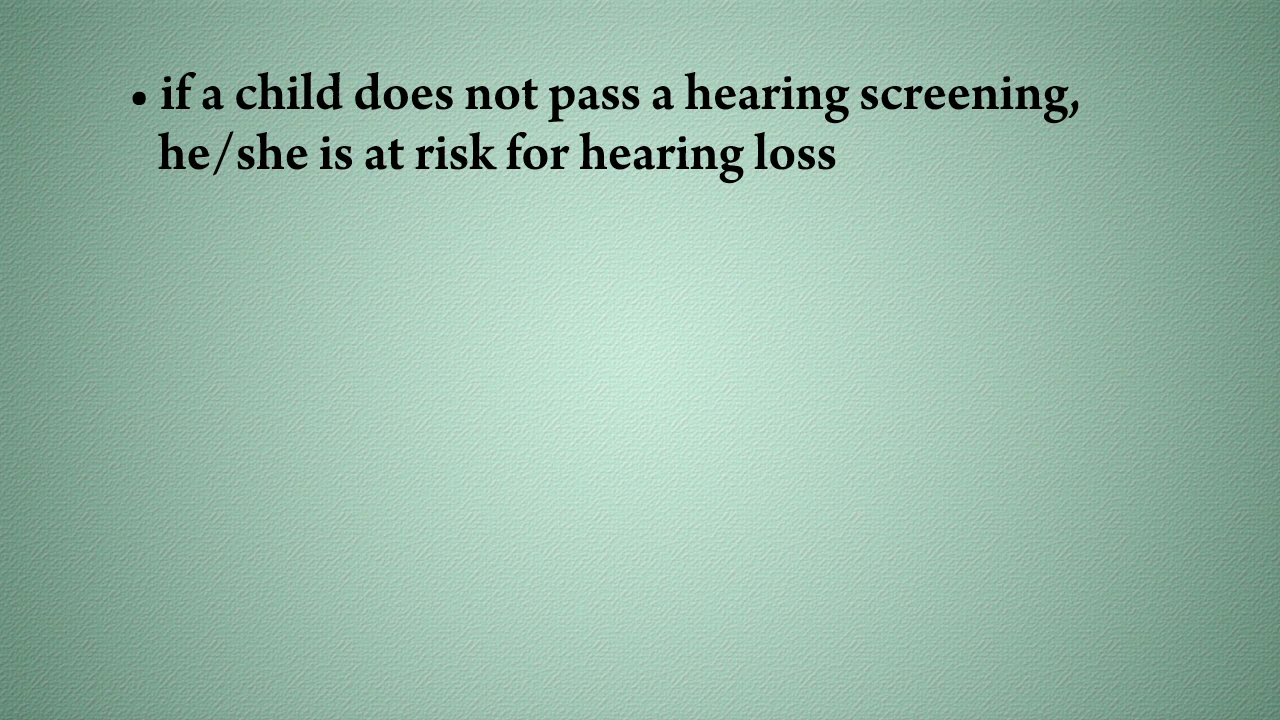 • if a child does not pass a hearing screening,
he/she is at risk for hearing loss